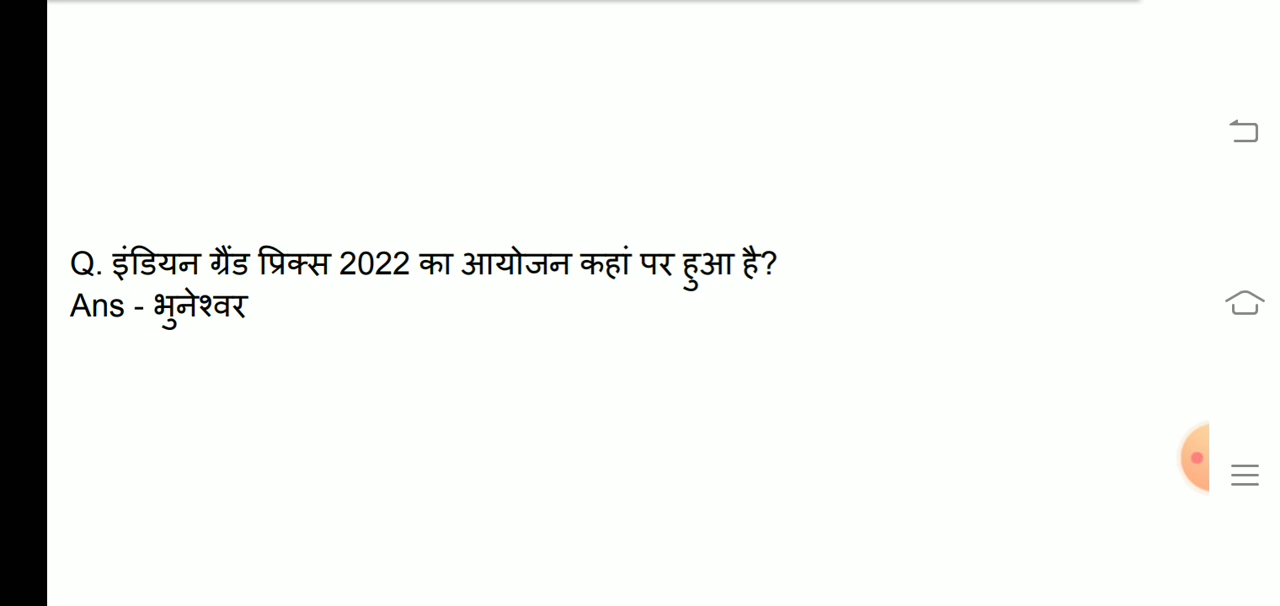 Q. इंडियन ग्रैंड प्रिक्स 2022 का आयोजन कहां पर हुआ है?
Ans - भुनेश्वर